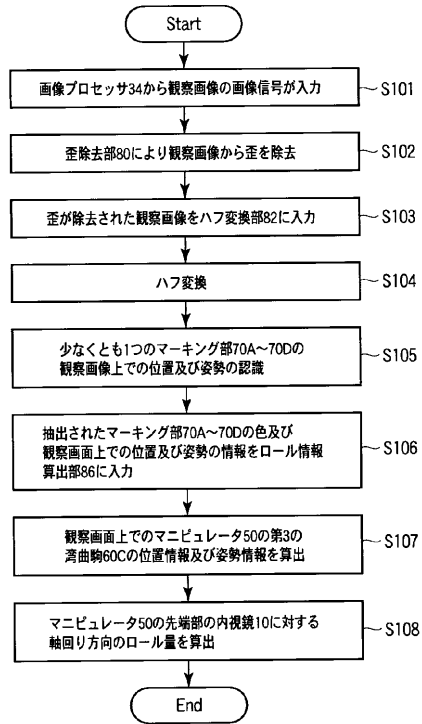 Start
画像プロセッサ34から観察画像の画像信号が入力
S101
歪除去部80により観察画像から歪を除去
S102
歪が除去された観察画像をハフ変換部82に入力
S103
ハフ変換
S104
少なくとも1つのマーキング部70A～70Dの
観察画像上での位置及び姿勢の認識
S105
抽出されたマーキング部70A～70Dの色及び
観察画面上での位置及び姿勢の情報をロール情報
算出部86に入力
S106
観察画面上でのマニピュレータ50の第3の
湾曲駒60Cの位置情報及び姿勢情報を算出
S107
マニピュレータ50の先端部の内視鏡10に対する
軸回り方向のロール量を算出
S108
End